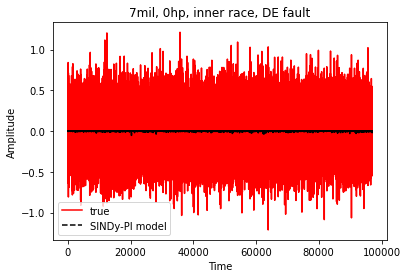 7mil, 0hp, inner race, DE fault
Amplitude
1.0
0.5
0.0
−0.5
−1.0
true
SINDy-PI model
0
20000
40000
60000
80000
100000
Time